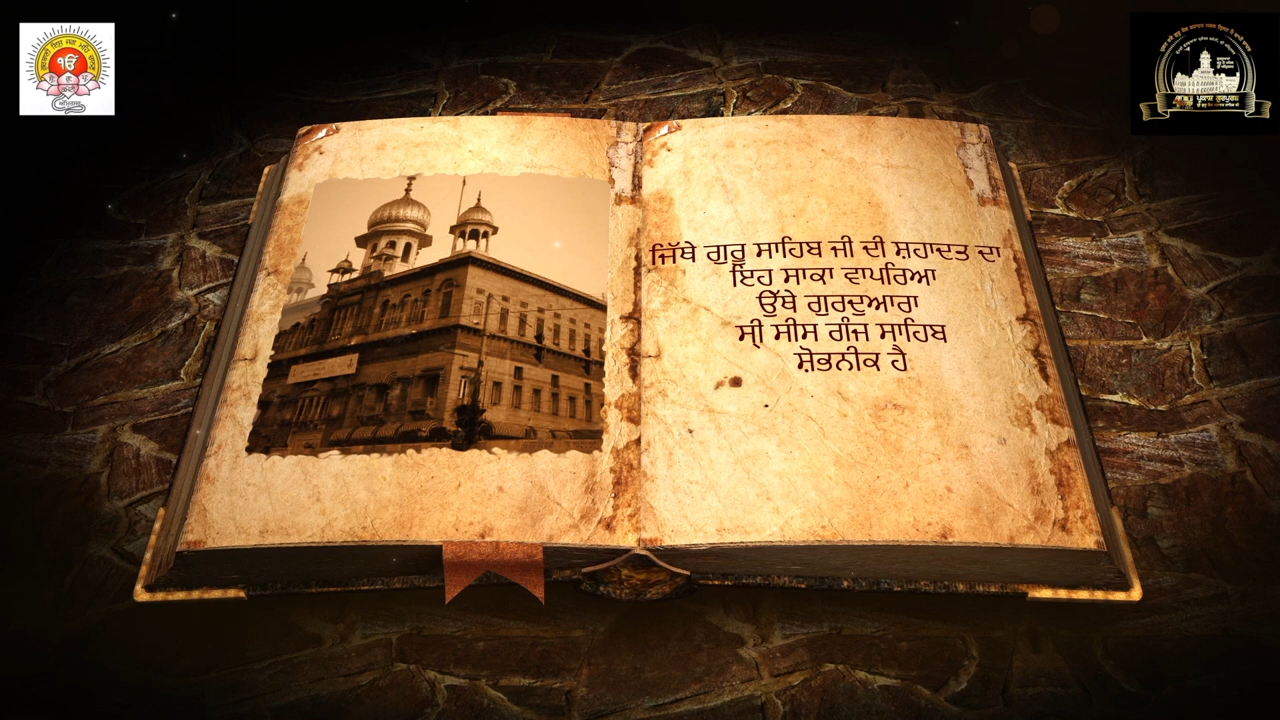 ਜਿੱਥੇ ਗੁਰੂ ਸਾਹਿਬ ਜੀ ਦੀ ਸ਼ਹਾਦਤ ਦਾ
ਇਹ ਸਾਕਾ ਵਾਪਰਿਆ
ਉੱਥੇ ਗੁਰਦੁਆਰਾ
ਸ੍ਰੀ ਸੀਸ ਗੰਜ ਸਾਹਿਬ
ਸ਼ੋਭਨੀਕ ਹੈ
ੴ